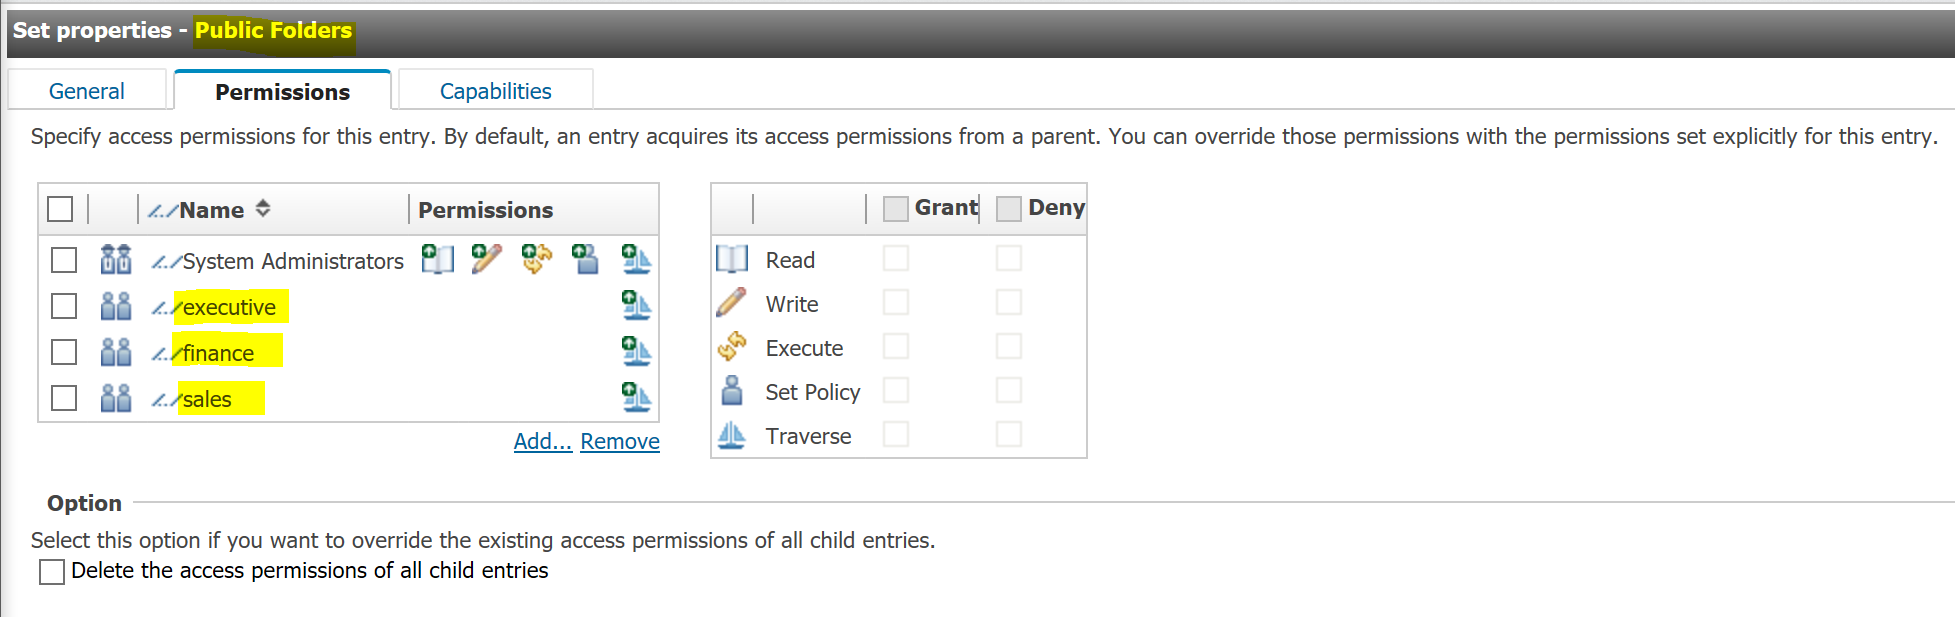 Set properties - Public Folders
General Permissions Capabilities
Specify access permissions for this entry. By default, an entry acquires its access permissions from a parent. You can override those permissions with the permissions set explicitly for this entry.
Name Permissions
System Administrators
executive
finance
sales
Add... Remove
Grant Deny
Read
Write
Execute
Set Policy
Traverse
Option
Select this option if you want to override the existing access permissions of all child entries.
Delete the access permissions of all child entries